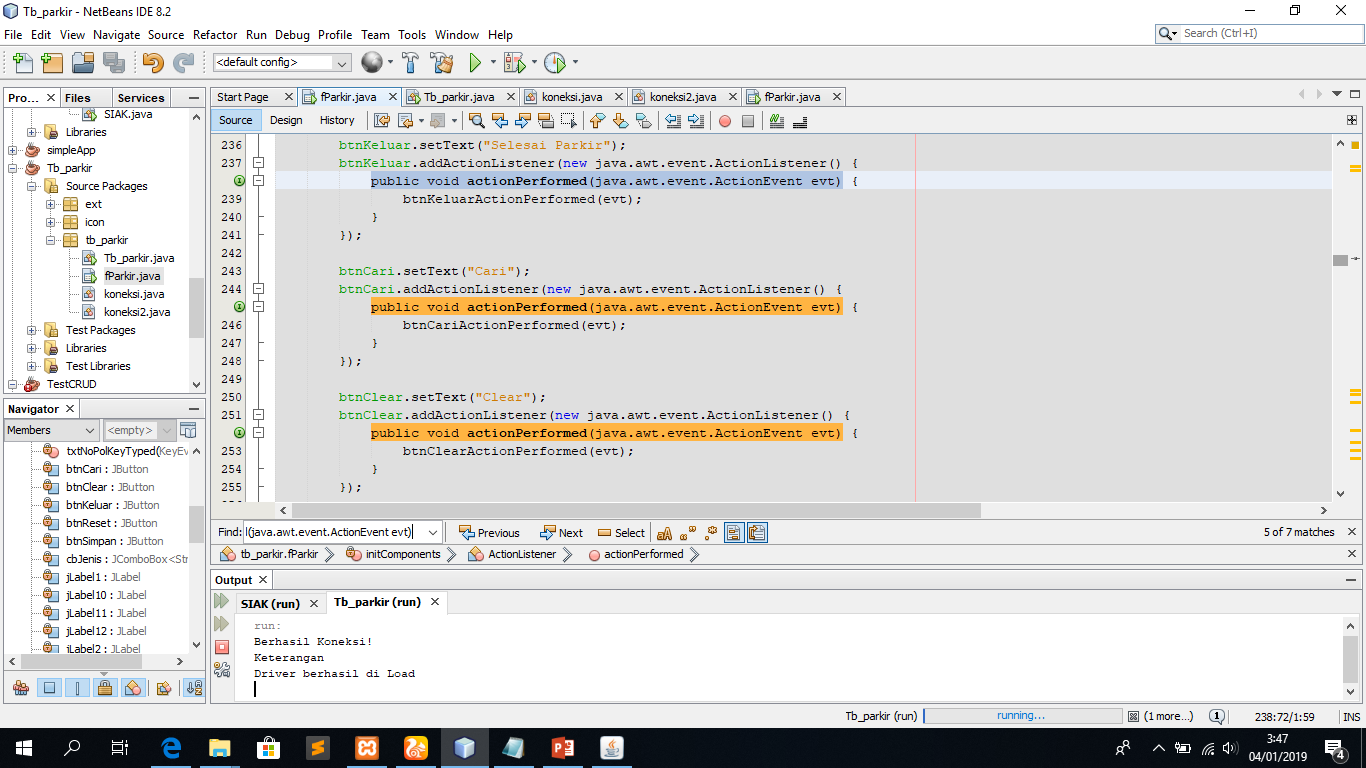 Tb_parkir - NetBeans IDE 8.2
File Edit View Navigate Source Refactor Run Debug Profile Team Tools Window Help
Search (Ctrl+I)
<default config>
Pro... Files Services
SIAK.java
Libraries
simpleApp
Tb_parkir
Source Packages
ext
icon
tb_parkir
Tb_parkir.java
fParkir.java
koneksi.java
koneksi2.java
Test Packages
Libraries
Test Libraries
TestCRUD
Navigator
Members <empty>
txtNoPolKeyTyped(KeyEv
btnCari : JButton
btnClear : JButton
btnKeluar : JButton
btnReset : JButton
btnSimpan : JButton
cbJenis : JComboBox<Str
jLabel1 : JLabel
jLabel10 : JLabel
jLabel11 : JLabel
jLabel12 : JLabel
jLabel2 : JLabel
Start Page fParkir.java Tb_parkir.java koneksi.java koneksi2.java fParkir.java
Source Design History
236 btnKeluar.setText("Selesai Parkir");
237 btnKeluar.addActionListener(new java.awt.event.ActionListener() {
public void actionPerformed(java.awt.event.ActionEvent evt) {
239 btnKeluarActionPerformed(evt);
240 }
241 });
242
243 btnCari.setText("Cari");
244 btnCari.addActionListener(new java.awt.event.ActionListener() {
public void actionPerformed(java.awt.event.ActionEvent evt) {
246 btnCariActionPerformed(evt);
247 }
248 });
249
250 btnClear.setText("Clear");
251 btnClear.addActionListener(new java.awt.event.ActionListener() {
public void actionPerformed(java.awt.event.ActionEvent evt) {
253 btnClearActionPerformed(evt);
254 }
255 });
Find: l(java.awt.event.ActionEvent evt) Previous Next Select 5 of 7 matches
tb_parkir.fParkir initComponents ActionListener actionPerformed
Output
SIAK (run) Tb_parkir (run)
run:
Berhasil Koneksi!
Keterangan
Driver berhasil di Load
Tb_parkir (run) running... (1 more...) 1 238:72/1:59 INS
3:47
04/01/2019
4